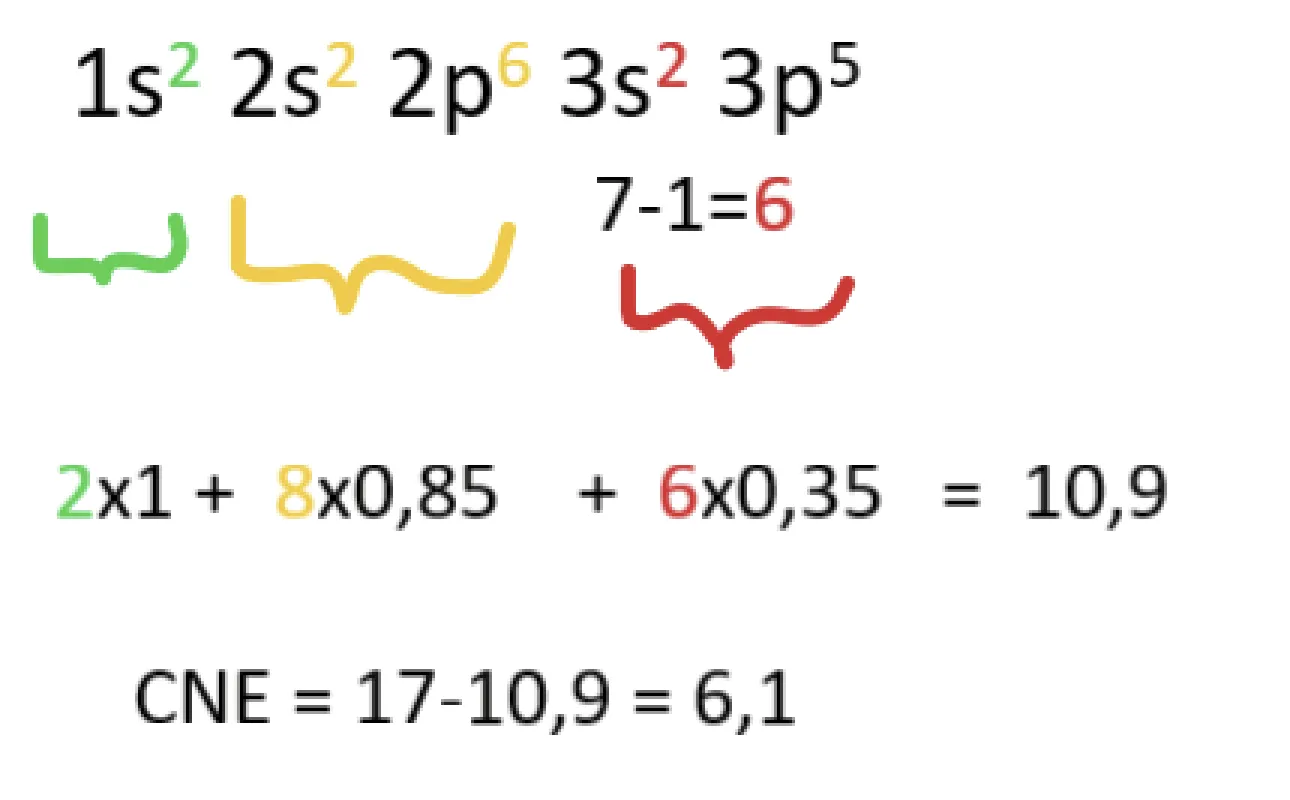 1s² 2s² 2p⁶ 3s² 3p⁵
7-1=6
2x1 + 8x0,85 + 6x0,35 = 10,9
CNE = 17-10,9 = 6,1